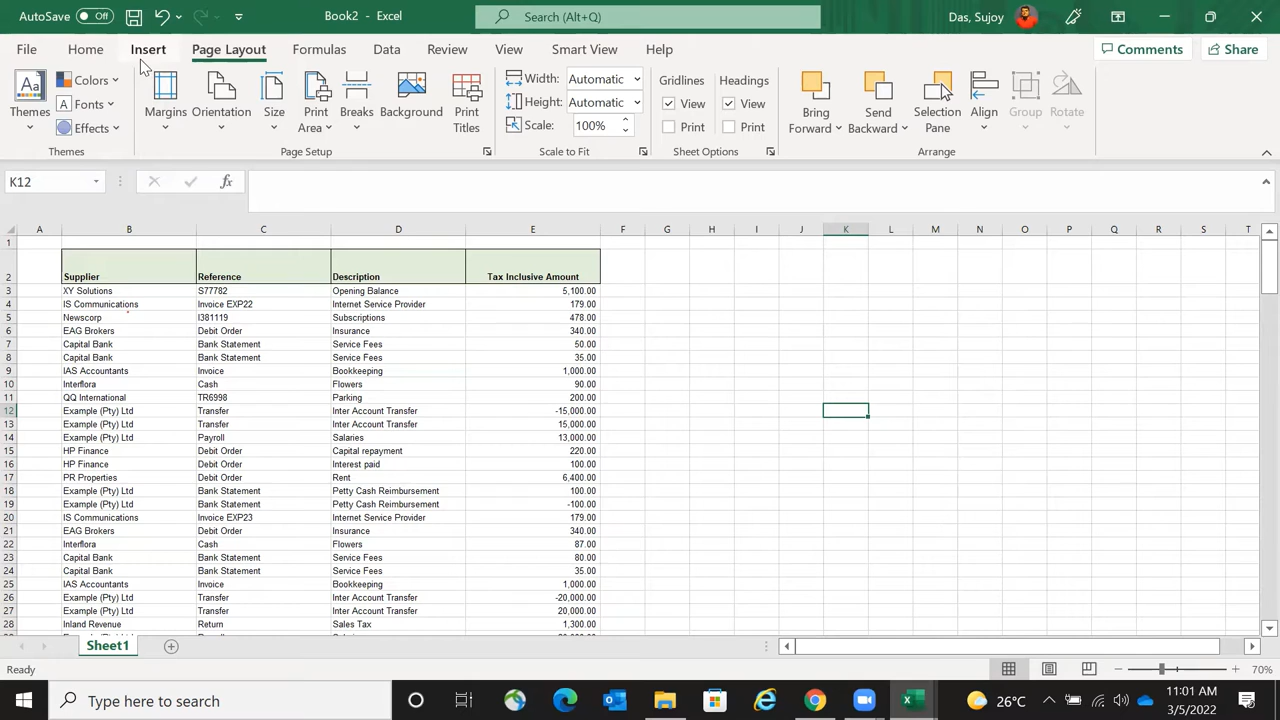 AutoSave Off Book2 - Excel Search (Alt+Q) Das, Sujoy
File Home Insert Page Layout Formulas Data Review View Smart View Help Comments Share
Themes Colors Fonts Effects Margins Orientation Size Print Area Breaks Background Print Titles Width: Automatic Height: Automatic Scale: 100% Gridlines View Print Headings View Print Bring Forward Send Backward Selection Pane Align Group Rotate
Themes Page Setup Scale to Fit Sheet Options Arrange
K12 fx
A B C D E F G H I J K L M N O P Q R S T
1
2 Supplier Reference Description Tax Inclusive Amount
3 XY Solutions S77782 Opening Balance 5,100.00
4 IS Communications Invoice EXP22 Internet Service Provider 179.00
5 Newscorp I381119 Subscriptions 478.00
6 EAG Brokers Debit Order Insurance 340.00
7 Capital Bank Bank Statement Service Fees 50.00
8 Capital Bank Bank Statement Service Fees 35.00
9 IAS Accountants Invoice Bookkeeping 1,000.00
10 Interflora Cash Flowers 90.00
11 QQ International TR6998 Parking 200.00
12 Example (Pty) Ltd Transfer Inter Account Transfer -15,000.00
13 Example (Pty) Ltd Transfer Inter Account Transfer 15,000.00
14 Example (Pty) Ltd Payroll Salaries 13,000.00
15 HP Finance Debit Order Capital repayment 220.00
16 HP Finance Debit Order Interest paid 100.00
17 PR Properties Debit Order Rent 6,400.00
18 Example (Pty) Ltd Bank Statement Petty Cash Reimbursement 100.00
19 Example (Pty) Ltd Bank Statement Petty Cash Reimbursement -100.00
20 IS Communications Invoice EXP23 Internet Service Provider 179.00
21 EAG Brokers Debit Order Insurance 340.00
22 Interflora Cash Flowers 87.00
23 Capital Bank Bank Statement Service Fees 80.00
24 Capital Bank Bank Statement Service Fees 35.00
25 IAS Accountants Invoice Bookkeeping 1,000.00
26 Example (Pty) Ltd Transfer Inter Account Transfer -20,000.00
27 Example (Pty) Ltd Transfer Inter Account Transfer 20,000.00
28 Inland Revenue Return Sales Tax 1,300.00
Sheet1
Ready 70%
Type here to search 26°C 11:01 AM
3/5/2022